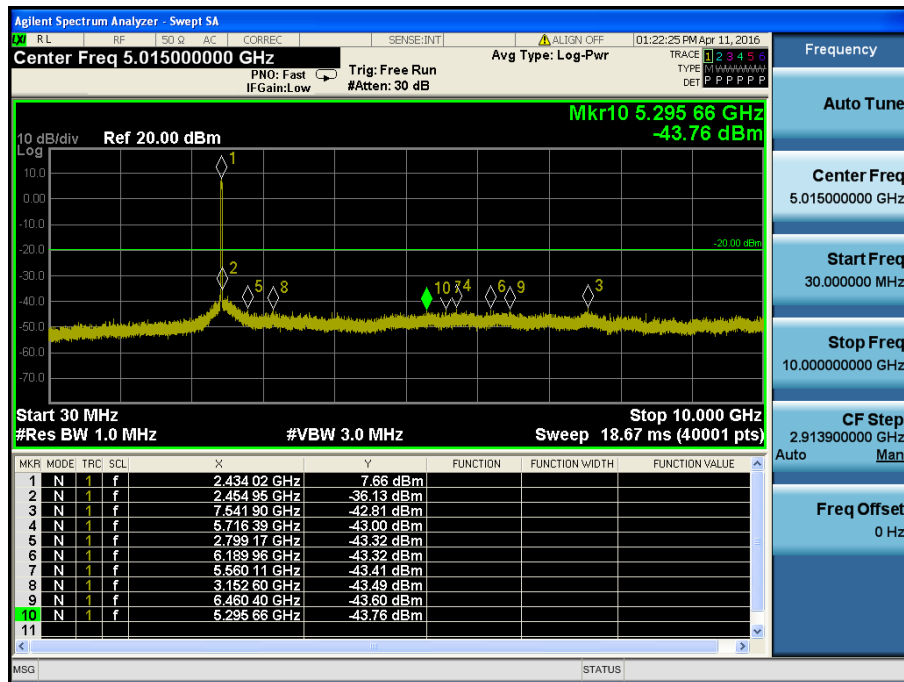 Agilent Spectrum Analyzer - Swept SA
LXI RL RF 50 Ω AC CORREC SENSE:INT ALIGN OFF 01:22:25 PM Apr 11, 2016
Center Freq 5.015000000 GHz
PNO: Fast
IFGain:Low
Trig: Free Run
#Atten: 30 dB
Avg Type: Log-Pwr
TRACE 1 2 3 4 5 6
TYPE M W W W W W
DET P P P P P P
Mkr10 5.295 66 GHz
-43.76 dBm
10 dB/div Ref 20.00 dBm
Log
10.0
0.00
-10.0
-20.0
-30.0
-40.0
-50.0
-60.0
-70.0
-20.00 dBm
1
2
5 8 10 7 4 6 9 3
Start 30 MHz Stop 10.000 GHz
#Res BW 1.0 MHz #VBW 3.0 MHz Sweep 18.67 ms (40001 pts)
MKR MODE TRC SCL X Y FUNCTION FUNCTION WIDTH FUNCTION VALUE
1 N 1 f 2.434 02 GHz 7.66 dBm
2 N 1 f 2.454 95 GHz -36.13 dBm
3 N 1 f 7.541 90 GHz -42.81 dBm
4 N 1 f 5.716 39 GHz -43.00 dBm
5 N 1 f 2.799 17 GHz -43.32 dBm
6 N 1 f 6.189 96 GHz -43.32 dBm
7 N 1 f 5.560 11 GHz -43.41 dBm
8 N 1 f 3.152 60 GHz -43.49 dBm
9 N 1 f 6.460 40 GHz -43.60 dBm
10 N 1 f 5.295 66 GHz -43.76 dBm
11
MSG STATUS
Frequency
Auto Tune
Center Freq
5.015000000 GHz
Start Freq
30.000000 MHz
Stop Freq
10.000000000 GHz
CF Step
2.913900000 GHz
Auto Man
Freq Offset
0 Hz